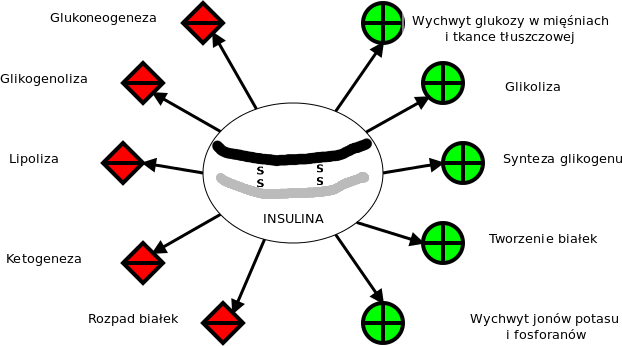 Glukoneogeneza
Wychwyt glukozy w mięśniach
i tkance tłuszczowej
Glikogenoliza
Glikoliza
Lipoliza
S S
S S
Synteza glikogenu
INSULINA
Tworzenie białek
Ketogeneza
Rozpad białek
Wychwyt jonów potasu
i fosforanów